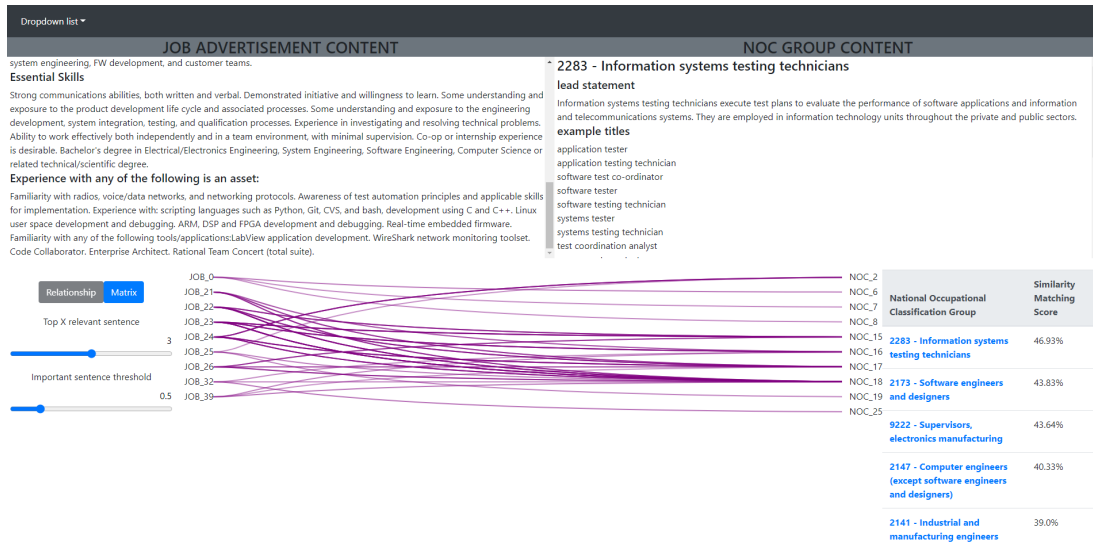 Dropdown list
JOB ADVERTISEMENT CONTENT
NOC GROUP CONTENT
system engineering, FW development, and customer teams.
Essential Skills
Strong communications abilities, both written and verbal. Demonstrated initiative and willingness to learn. Some understanding and
exposure to the product development life cycle and associated processes. Some understanding and exposure to the engineering
development, system integration, testing, and qualification processes. Experience in investigating and resolving technical problems.
Ability to work effectively both independently and in a team environment, with minimal supervision. Co-op or internship experience
is desirable. Bachelor's degree in Electrical/Electronics Engineering, System Engineering, Software Engineering, Computer Science or
related technical/scientific degree.
Experience with any of the following is an asset:
Familiarity with radios, voice/data networks, and networking protocols. Awareness of test automation principles and applicable skills
for implementation. Experience with: scripting languages such as Python, Git, CVS, and bash, development using C and C++. Linux
user space development and debugging. ARM, DSP and FPGA development and debugging. Real-time embedded firmware.
Familiarity with any of the following tools/applications:LabView application development. WireShark network monitoring toolset.
Code Collaborator. Enterprise Architect. Rational Team Concert (total suite).
2283 - Information systems testing technicians
lead statement
Information systems testing technicians execute test plans to evaluate the performance of software applications and information
and telecommunications systems. They are employed in information technology units throughout the private and public sectors.
example titles
application tester
application testing technician
software test co-ordinator
software tester
software testing technician
systems tester
systems testing technician
test coordination analyst
Relationship
Matrix
Top X relevant sentence
3
Important sentence threshold
0.5
JOB_0
JOB_21
JOB_22
JOB_23
JOB_24
JOB_25
JOB_26
JOB_32
JOB_39
NOC_2
NOC_6
NOC_7
NOC_8
NOC_15
NOC_16
NOC_17
NOC_18
NOC_19
NOC_25
National Occupational
Classification Group
Similarity
Matching
Score
2283 - Information systems
testing technicians
46.93%
2173 - Software engineers
and designers
43.83%
9222 - Supervisors,
electronics manufacturing
43.64%
2147 - Computer engineers
(except software engineers
and designers)
40.33%
2141 - Industrial and
manufacturing engineers
39.0%